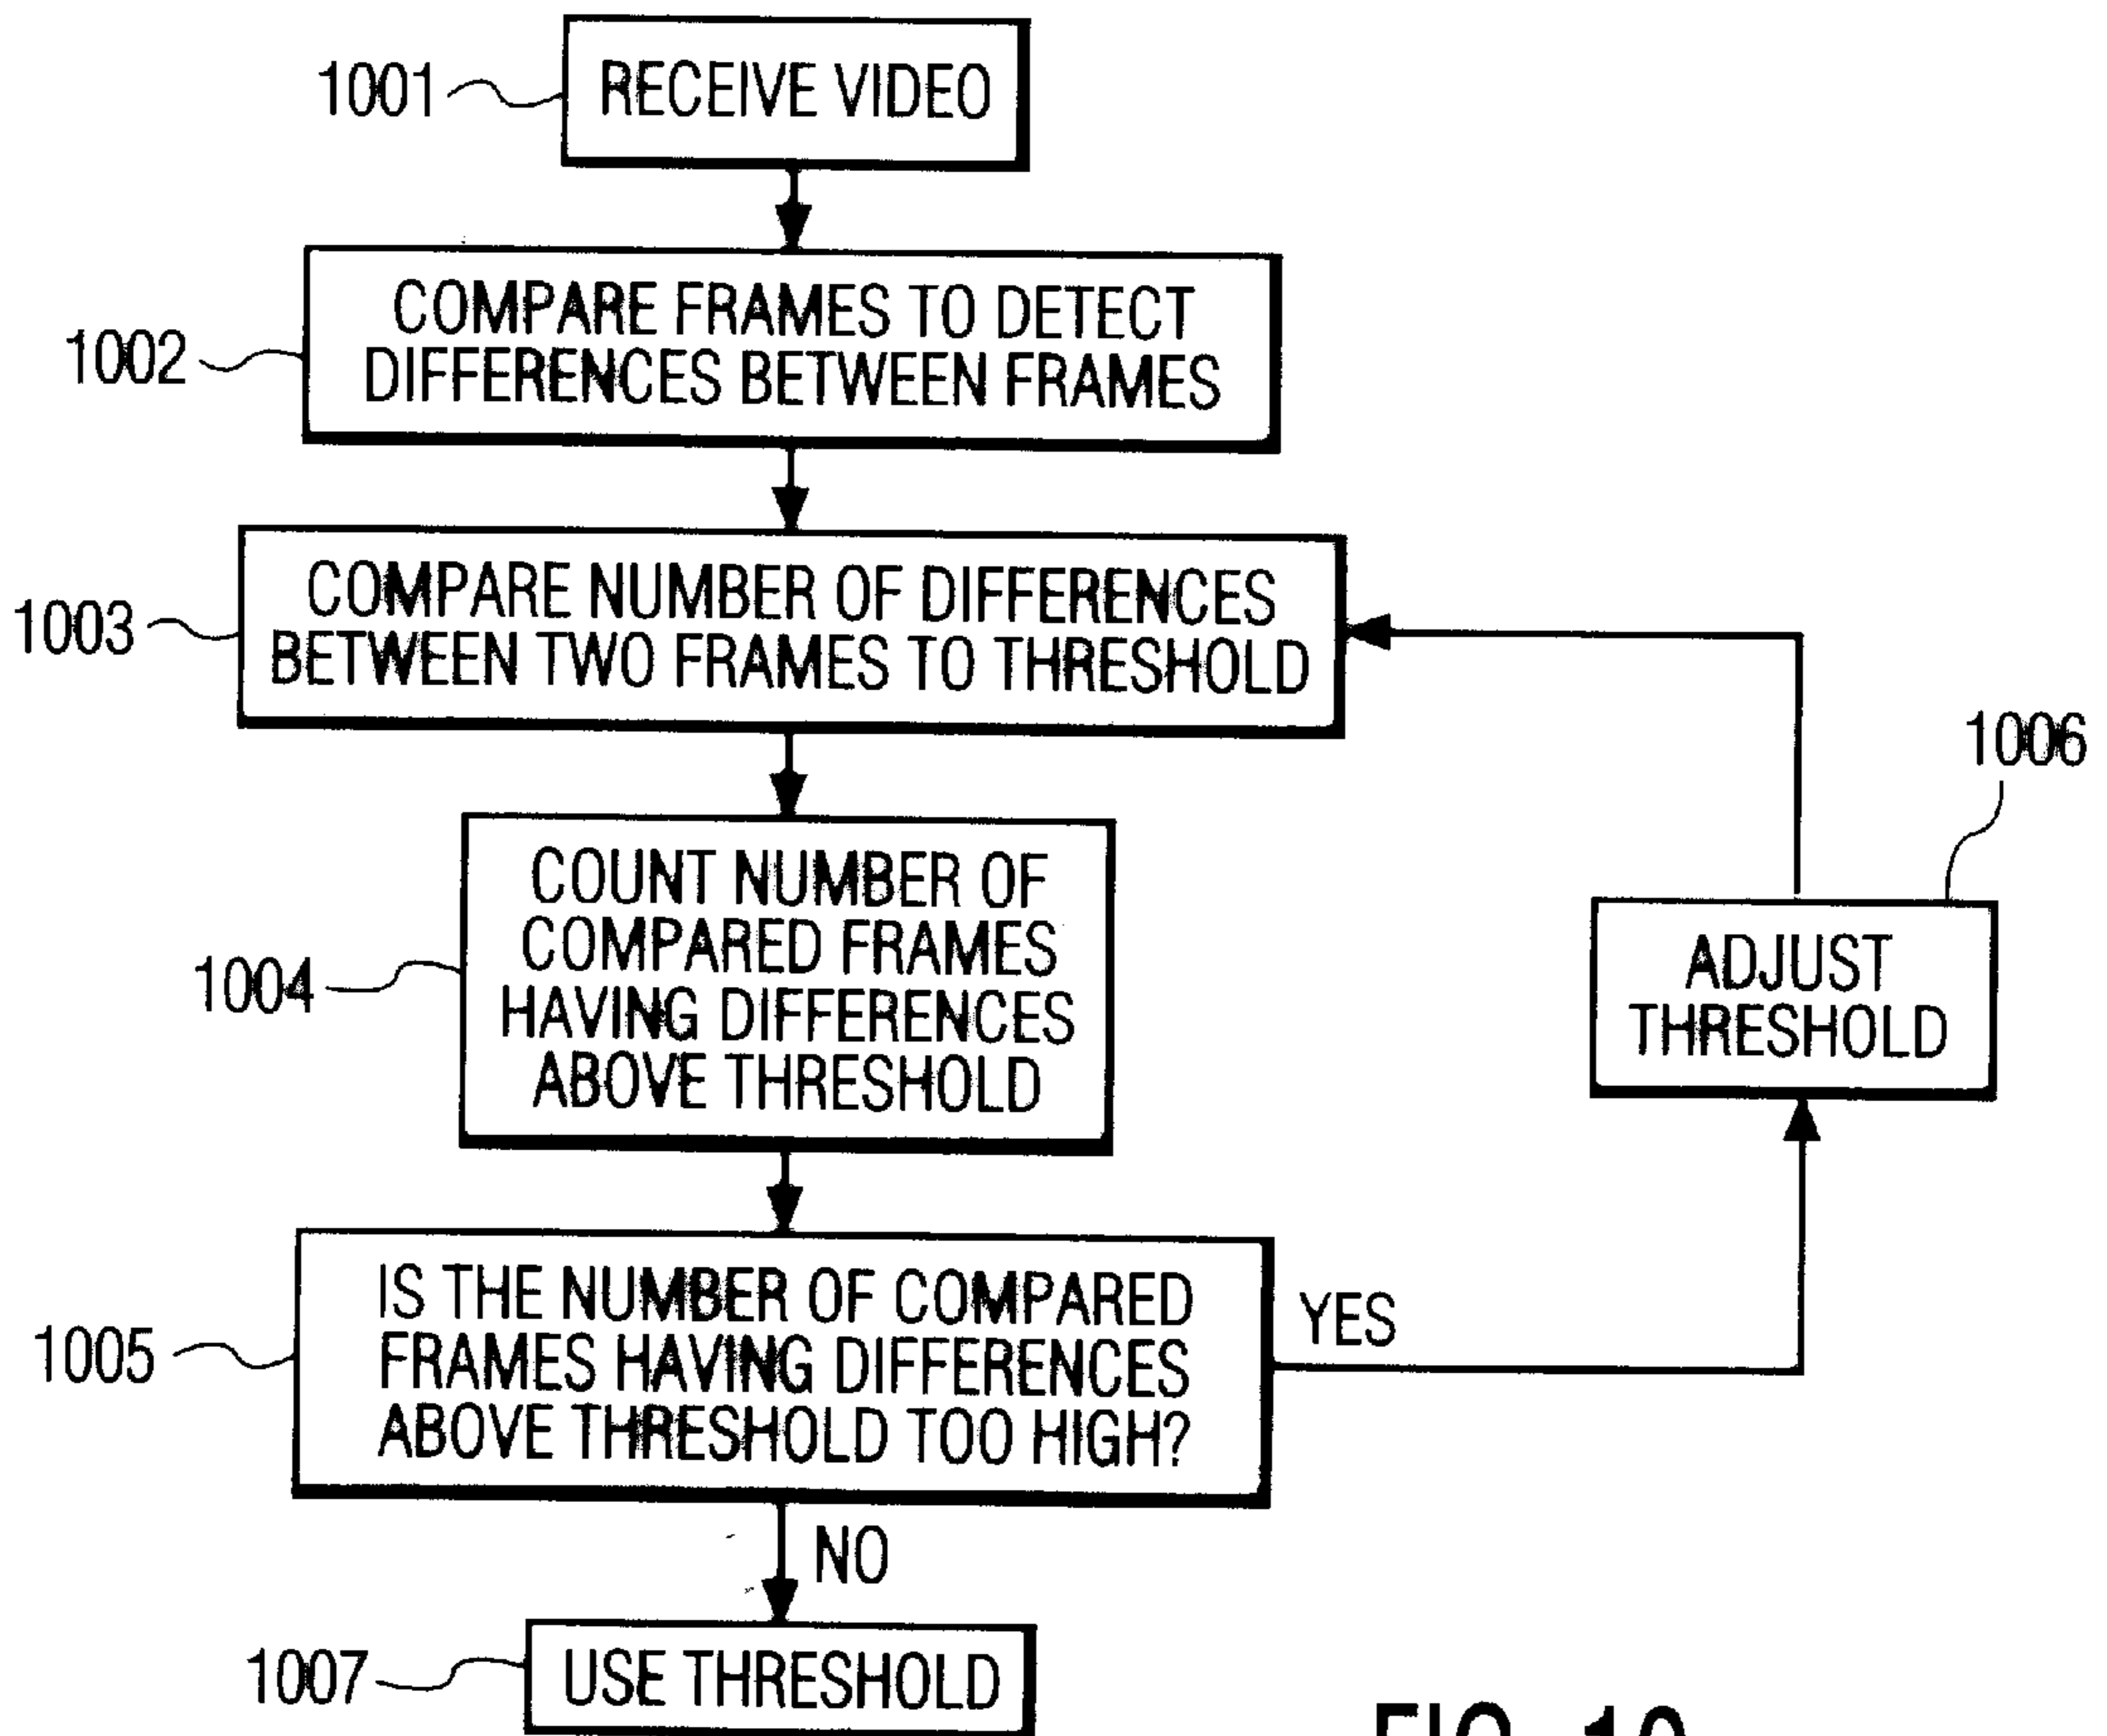 1001
RECEIVE VIDEO
1002
COMPARE FRAMES TO DETECT
DIFFERENCES BETWEEN FRAMES
1003
COMPARE NUMBER OF DIFFERENCES
BETWEEN TWO FRAMES TO THRESHOLD
1004
COUNT NUMBER OF
COMPARED FRAMES
HAVING DIFFERENCES
ABOVE THRESHOLD
1006
ADJUST
THRESHOLD
1005
IS THE NUMBER OF COMPARED
FRAMES HAVING DIFFERENCES
ABOVE THRESHOLD TOO HIGH?
YES
NO
1007
USE THRESHOLD
FIG. 10